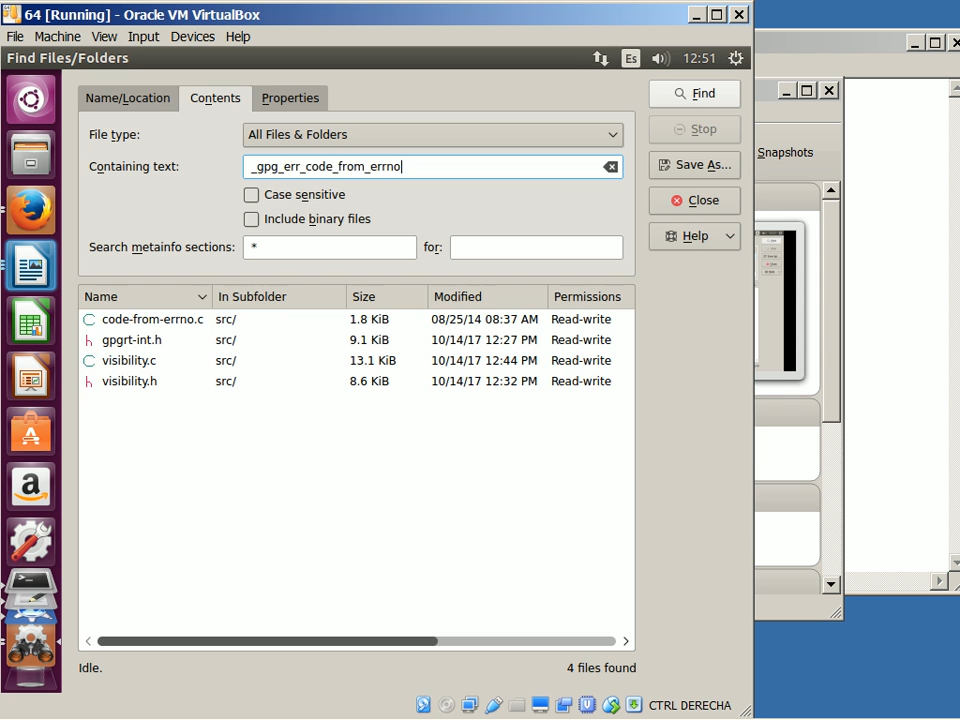 64 [Running] - Oracle VM VirtualBox
File Machine View Input Devices Help
Find Files/Folders Es 12:51
Name/Location Contents Properties Find
File type: All Files & Folders Stop
Containing text: _gpg_err_code_from_errno Save As...
Snapshots
Case sensitive Close
Include binary files
Search metainfo sections: * for: Help
Name In Subfolder Size Modified Permissions
code-from-errno.c src/ 1.8 KiB 08/25/14 08:37 AM Read-write
gpgrt-int.h src/ 9.1 KiB 10/14/17 12:27 PM Read-write
visibility.c src/ 13.1 KiB 10/14/17 12:44 PM Read-write
visibility.h src/ 8.6 KiB 10/14/17 12:32 PM Read-write
Idle. 4 files found
CTRL DERECHA